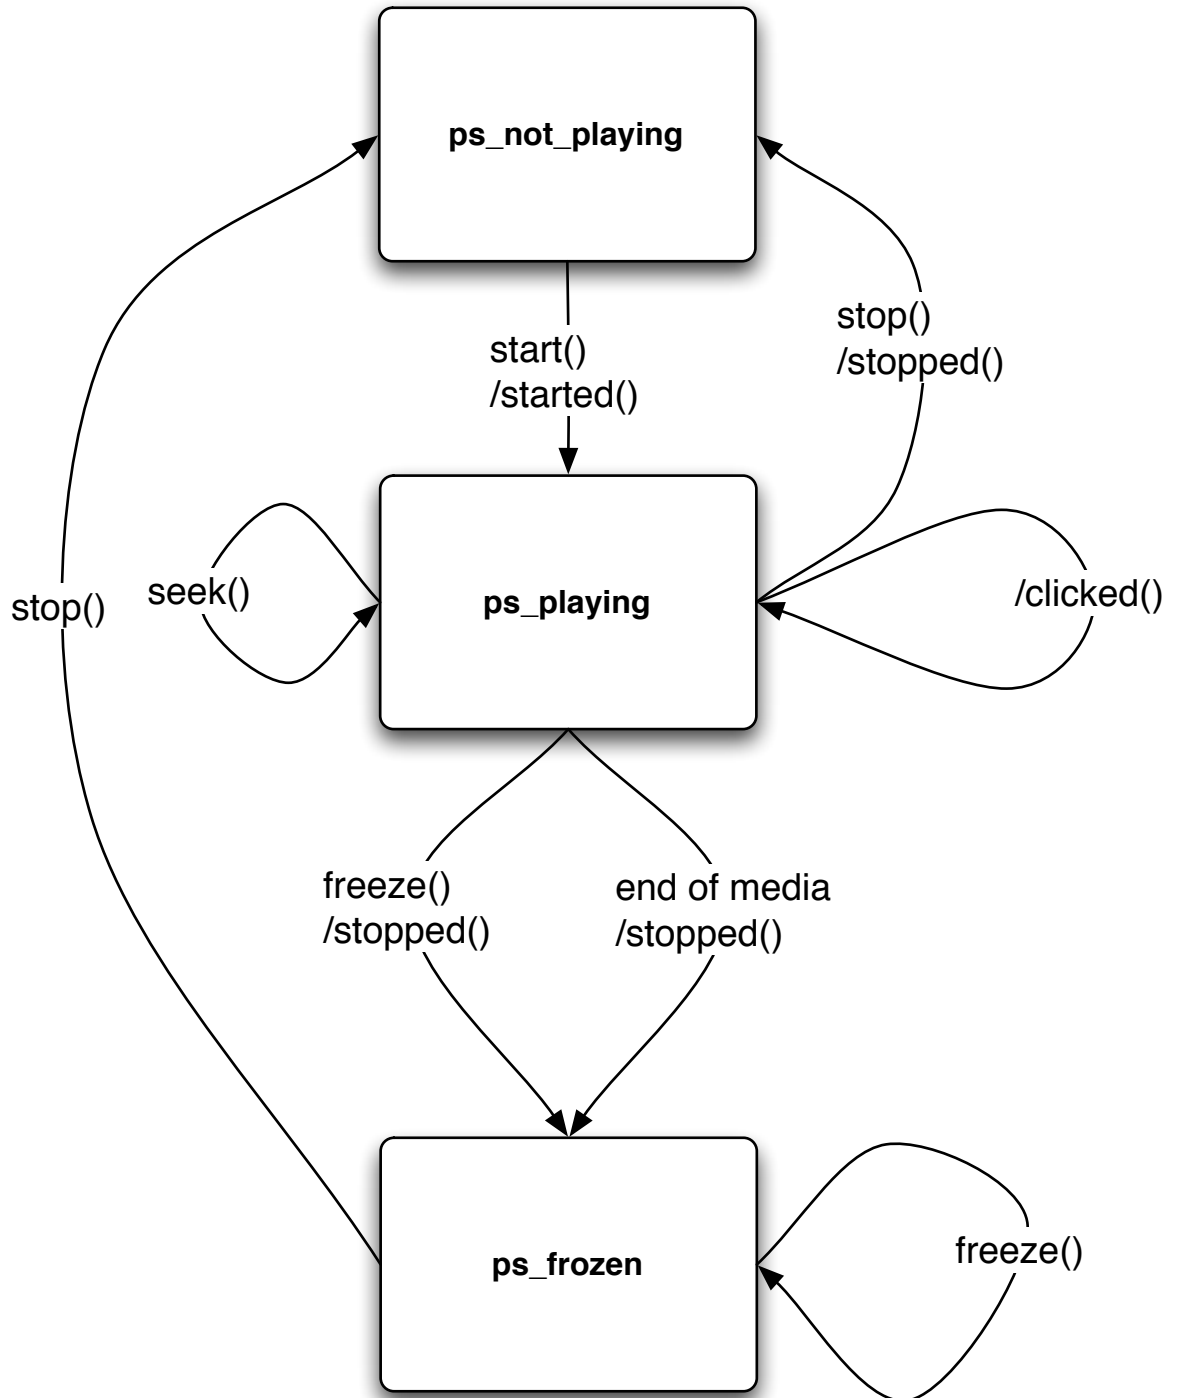 ps_not_playing
start()
/started()
stop()
/stopped()
stop()
seek()
ps_playing
/clicked()
freeze()
/stopped()
end of media
/stopped()
ps_frozen
freeze()